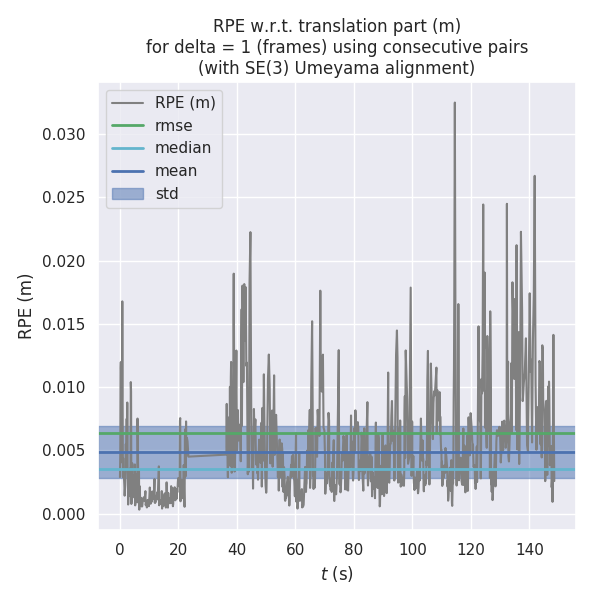 RPE w.r.t. translation part (m)
for delta = 1 (frames) using consecutive pairs
(with SE(3) Umeyama alignment)
RPE (m)
rmse
median
mean
std
0.030
0.025
0.020
0.015
0.010
0.005
0.000
RPE (m)
0 20 40 60 80 100 120 140
t (s)